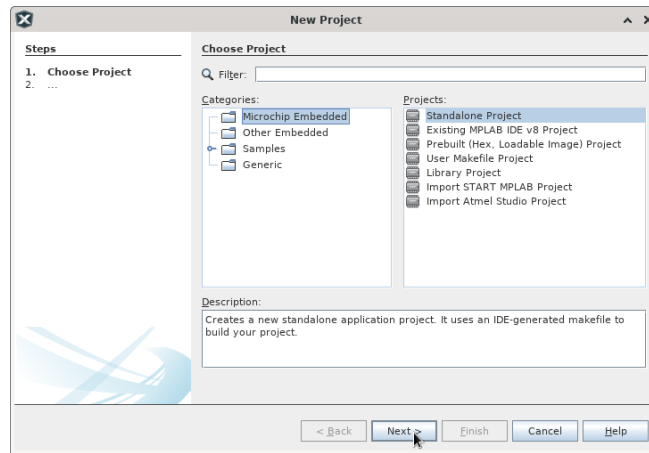 New Project
Steps
1. Choose Project
2. ...
Choose Project
Filter:
Categories:
Microchip Embedded
Other Embedded
Samples
Generic
Projects:
Standalone Project
Existing MPLAB IDE v8 Project
Prebuilt (Hex, Loadable Image) Project
User Makefile Project
Library Project
Import START MPLAB Project
Import Atmel Studio Project
Description:
Creates a new standalone application project. It uses an IDE-generated makefile to
build your project.
< Back
Next >
Finish
Cancel
Help